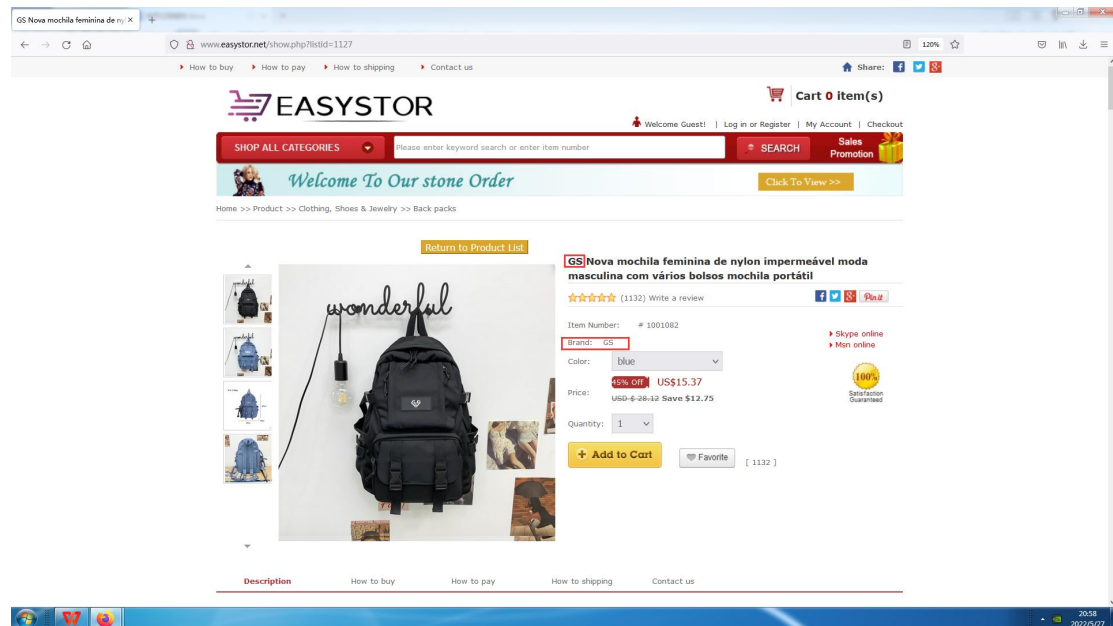 GS Nova mochila feminina de ny
www.easystor.net/show.php?listid=1127
120%
How to buy
How to pay
How to shipping
Contact us
Share:
EASYSTOR
Cart 0 item(s)
Welcome Guest! | Log in or Register | My Account | Checkout
SHOP ALL CATEGORIES
Please enter keyword search or enter item number
SEARCH
Sales
Promotion
Welcome To Our stone Order
Click To View >>
Home >> Product >> Clothing, Shoes & Jewelry >> Back packs
Return to Product List
wonderful
GS Nova mochila feminina de nylon impermeável moda
masculina com vários bolsos mochila portátil
(1132) Write a review
Pin it
Item Number: # 1001082
Skype online
Brand: GS
Msn online
Color: blue
45% Off US$15.37
Price:
USD $ 28.12 Save $12.75
100%
Satisfaction
Guaranteed
Quantity: 1
+ Add to Cart
Favorite
[ 1132 ]
Description
How to buy
How to pay
How to shipping
Contact us
20:58
2022/5/27